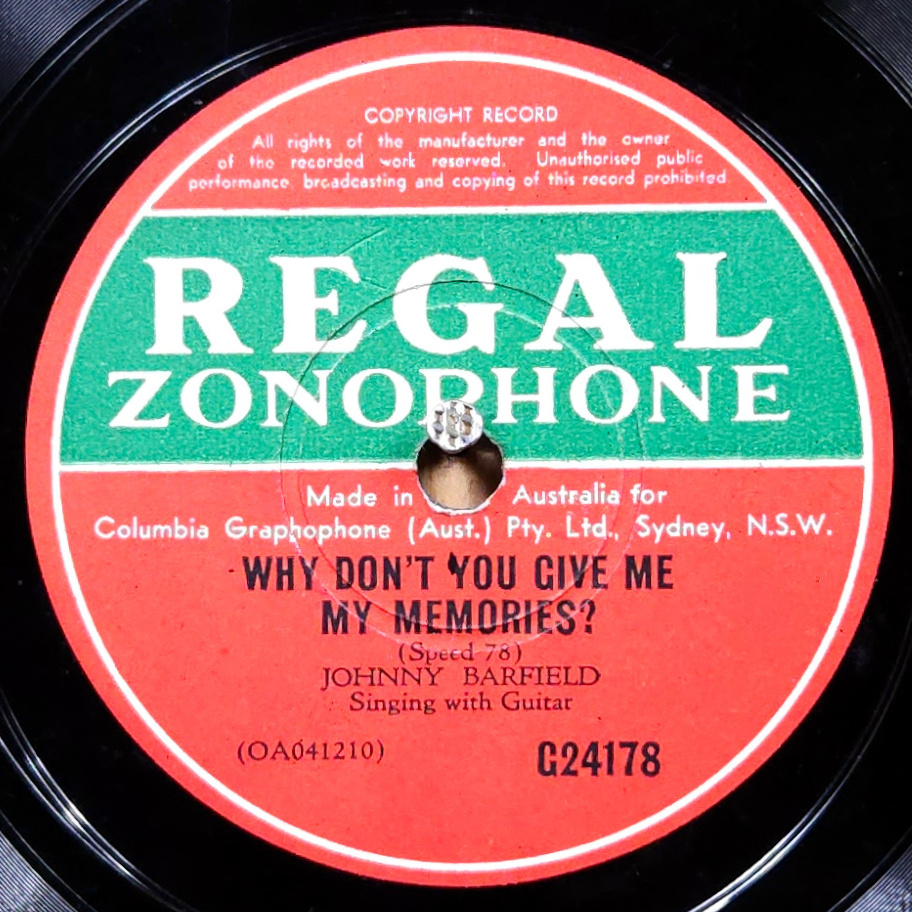 COPYRIGHT RECORD
All rights of the manufacturer and the owner
of the recorded work reserved. Unauthorised public
performance, broadcasting and copying of this record prohibited
REGAL
ZONOPHONE
Made in Australia for
Columbia Graphophone (Aust.) Pty. Ltd., Sydney, N.S.W.
WHY DON'T YOU GIVE ME
MY MEMORIES?
(Speed 78)
JOHNNY BARFIELD
Singing with Guitar
(OA041210) G24178